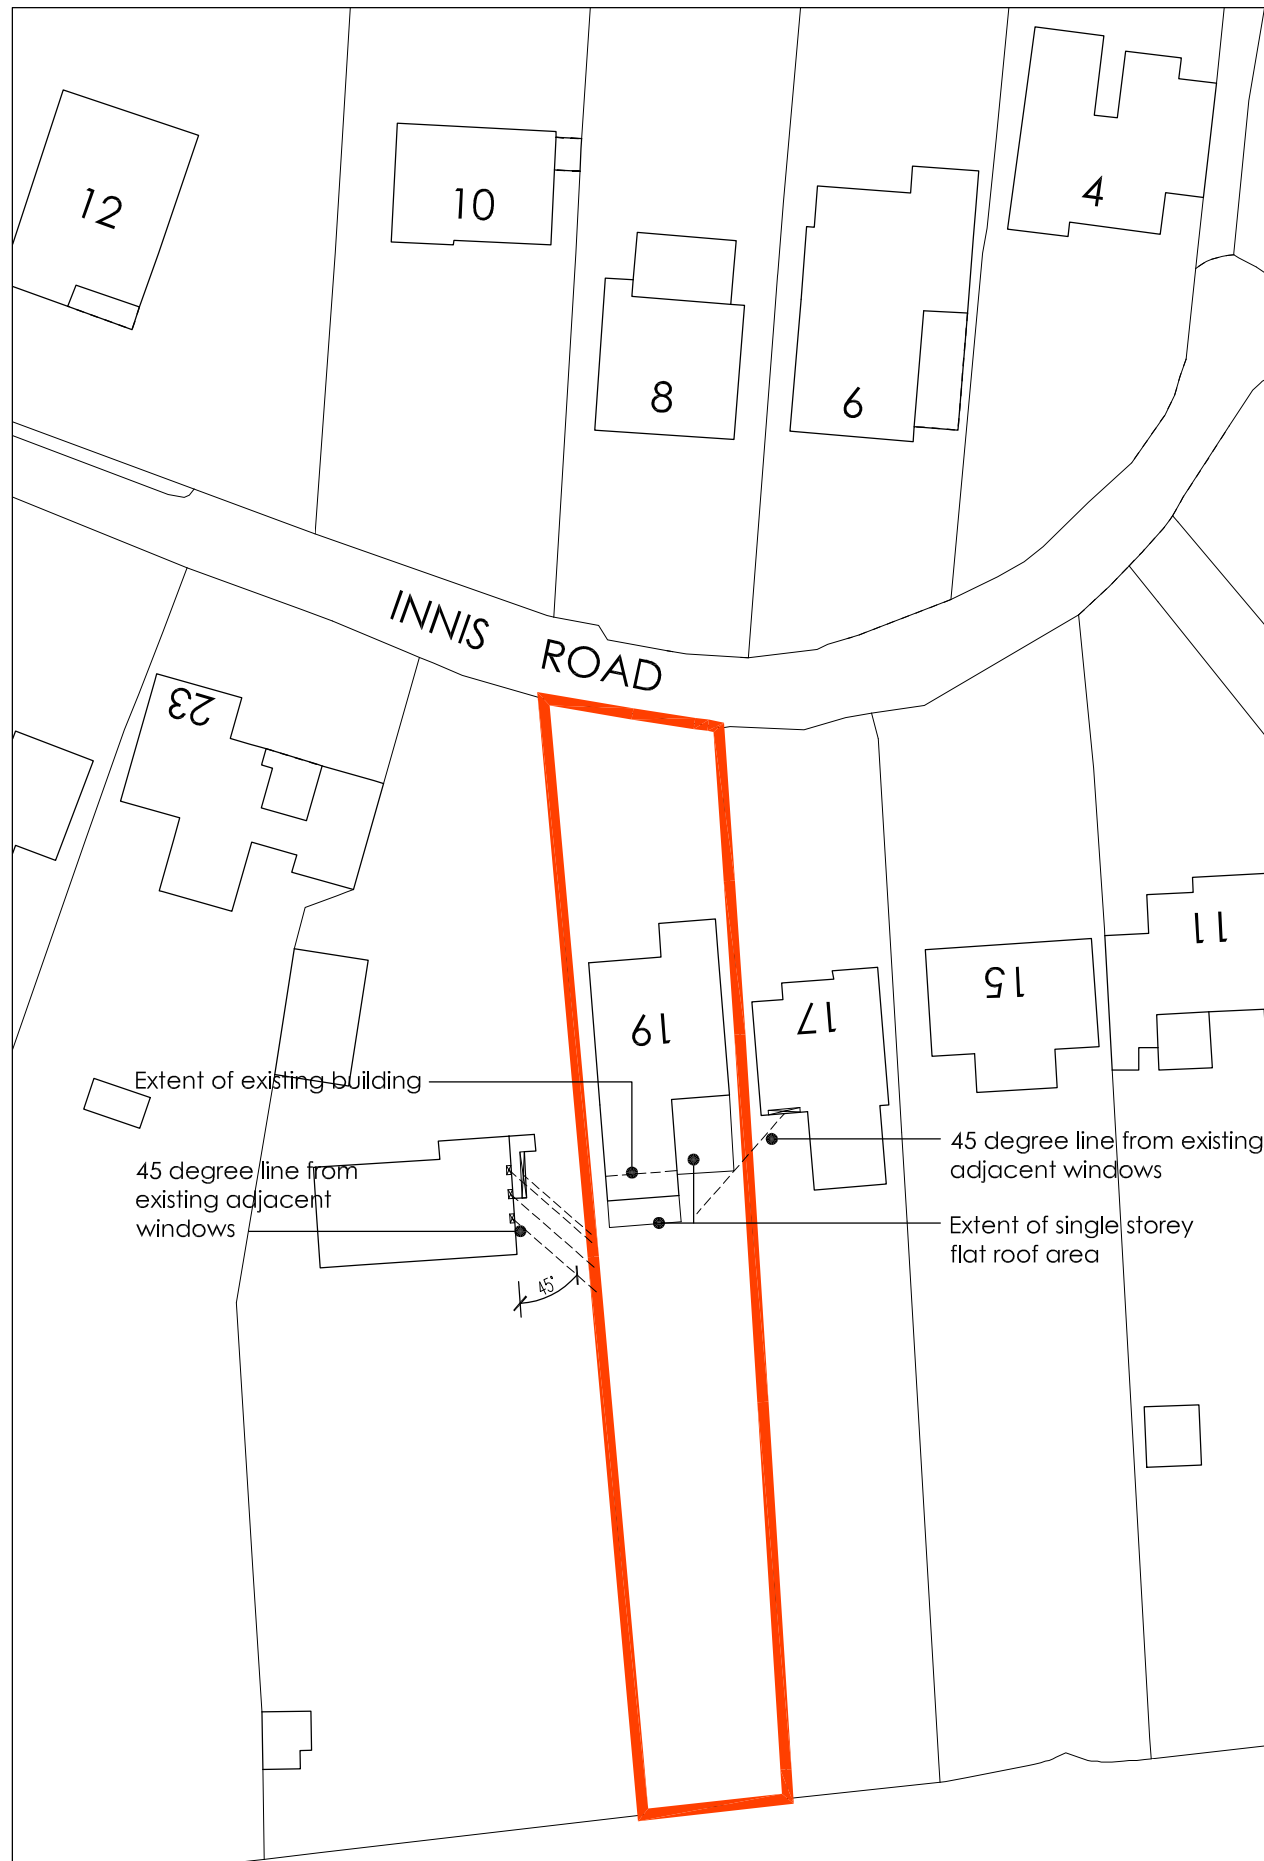 12
10
4
8
6
INNIS ROAD
23
11
15
19
17
Extent of existing building
45 degree line from
existing adjacent
windows
45 degree line from existing
adjacent windows
Extent of single storey
flat roof area
45°